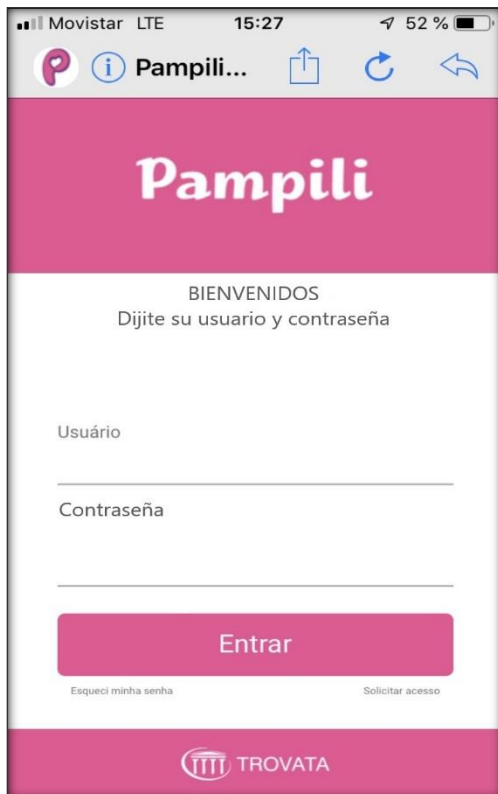 Movistar LTE 15:27 52 %
Pampili...
Pampili
BIENVENIDOS
Dijite su usuario y contraseña
Usuário
Contraseña
Entrar
Esqueci minha senha Solicitar acesso
TROVATA